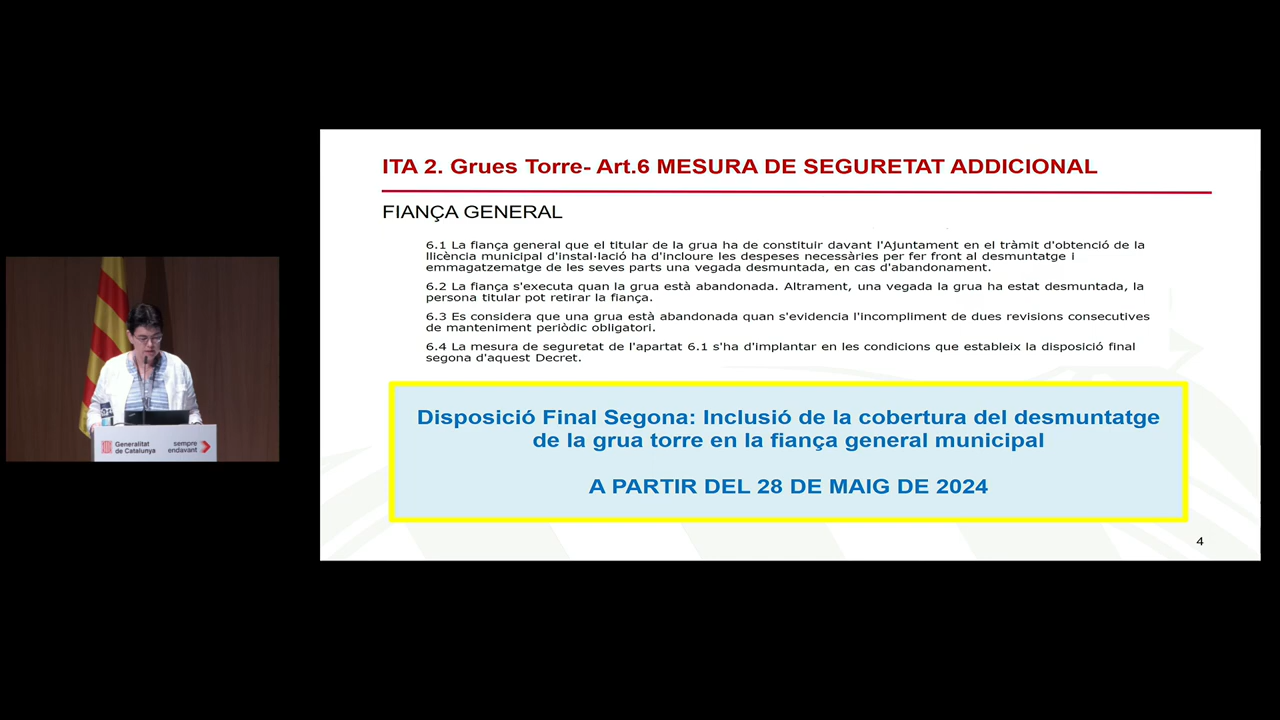 ITA 2. Grues Torre- Art.6 MESURA DE SEGURETAT ADDICIONAL
FIANÇA GENERAL
6.1 La fiança general que el titular de la grua ha de constituir davant l'Ajuntament en el tràmit d'obtenció de la
llicència municipal d'instal·lació ha d'incloure les despeses necessàries per fer front al desmuntatge i
emmagatzematge de les seves parts una vegada desmuntada, en cas d'abandonament.
6.2 La fiança s'executa quan la grua està abandonada. Altrament, una vegada la grua ha estat desmuntada, la
persona titular pot retirar la fiança.
6.3 Es considera que una grua està abandonada quan s'evidencia l'incompliment de dues revisions consecutives
de manteniment periòdic obligatori.
6.4 La mesura de seguretat de l'apartat 6.1 s'ha d'implantar en les condicions que estableix la disposició final
segona d'aquest Decret.
Disposició Final Segona: Inclusió de la cobertura del desmuntatge
de la grua torre en la fiança general municipal
A PARTIR DEL 28 DE MAIG DE 2024
4
Generalitat
de Catalunya
sempre
endavant